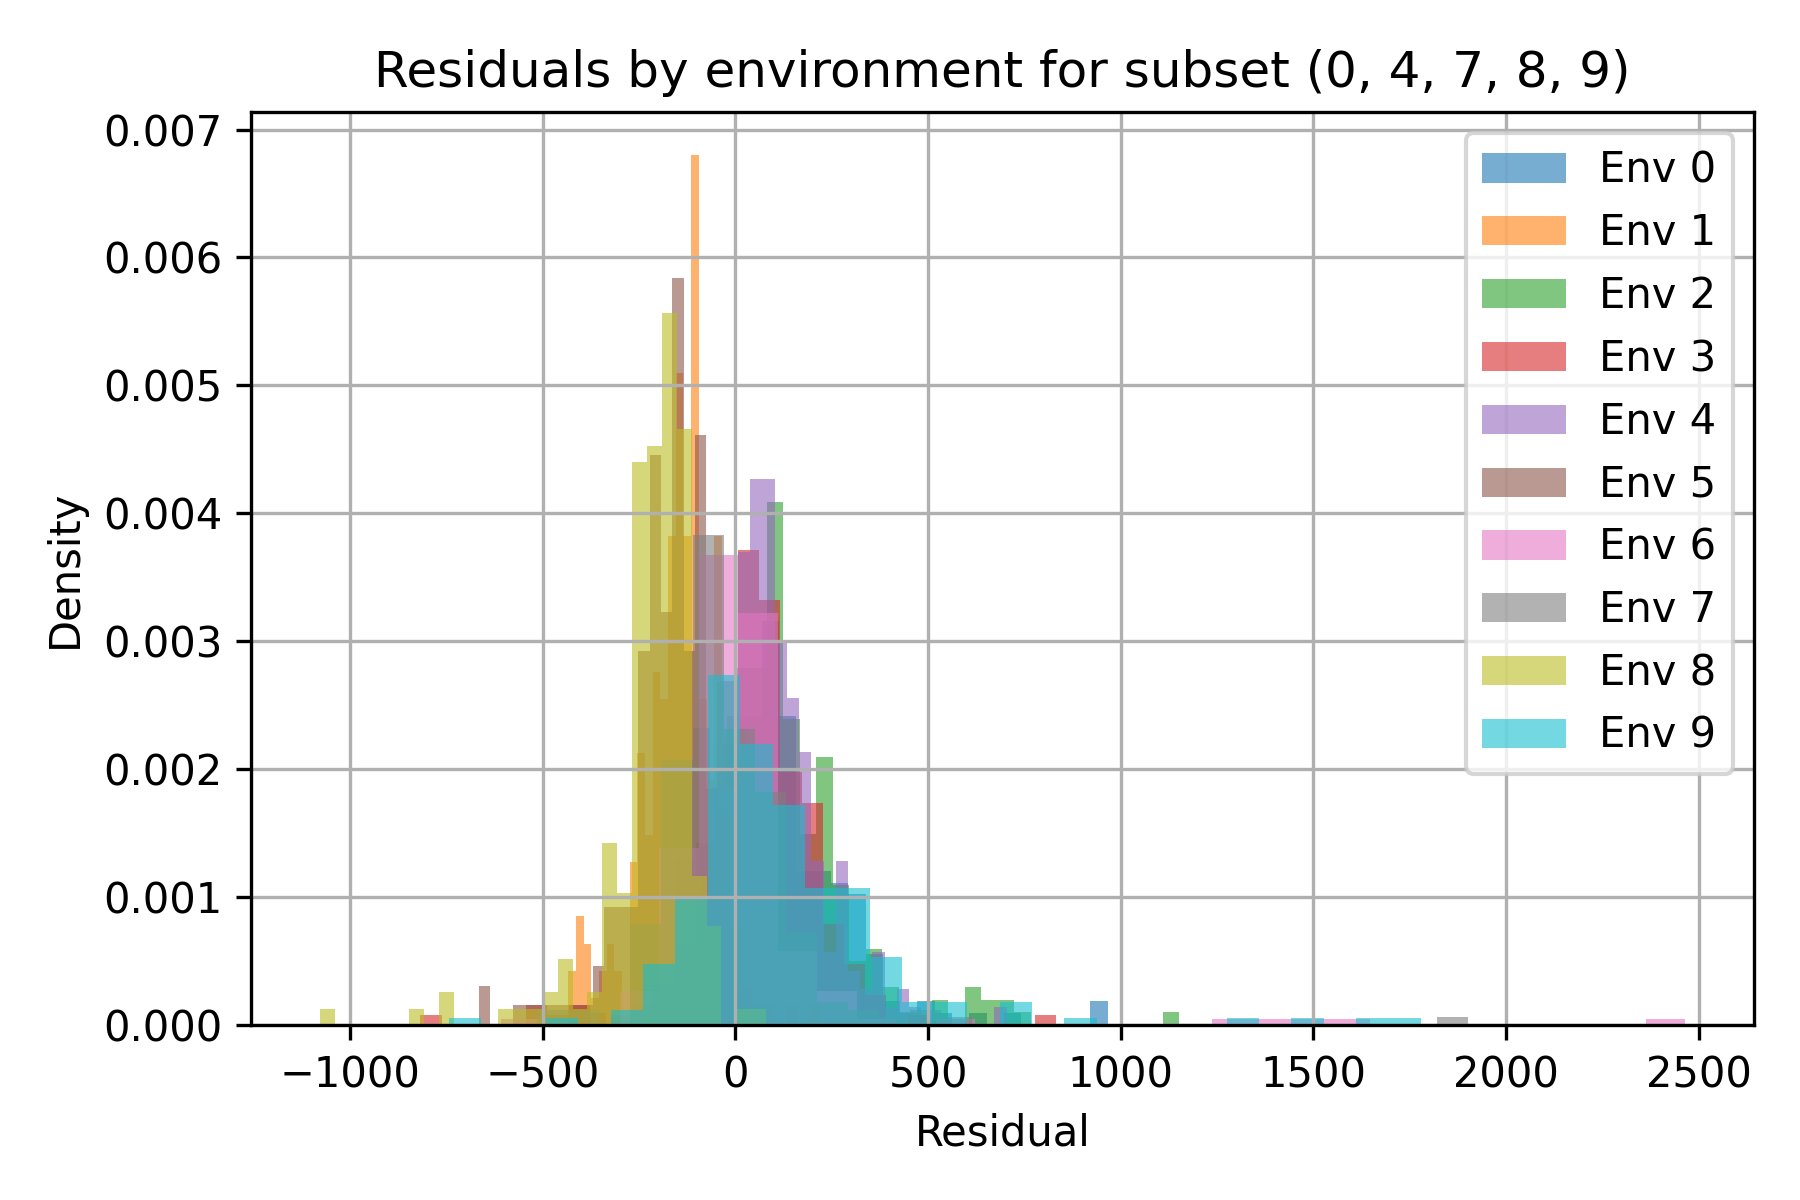 Residuals by environment for subset (0, 4, 7, 8, 9)
0.007
0.006
0.005
0.004
0.003
0.002
0.001
0.000
Density
−1000
−500
0
500
1000
1500
2000
2500
Residual
Env 0
Env 1
Env 2
Env 3
Env 4
Env 5
Env 6
Env 7
Env 8
Env 9